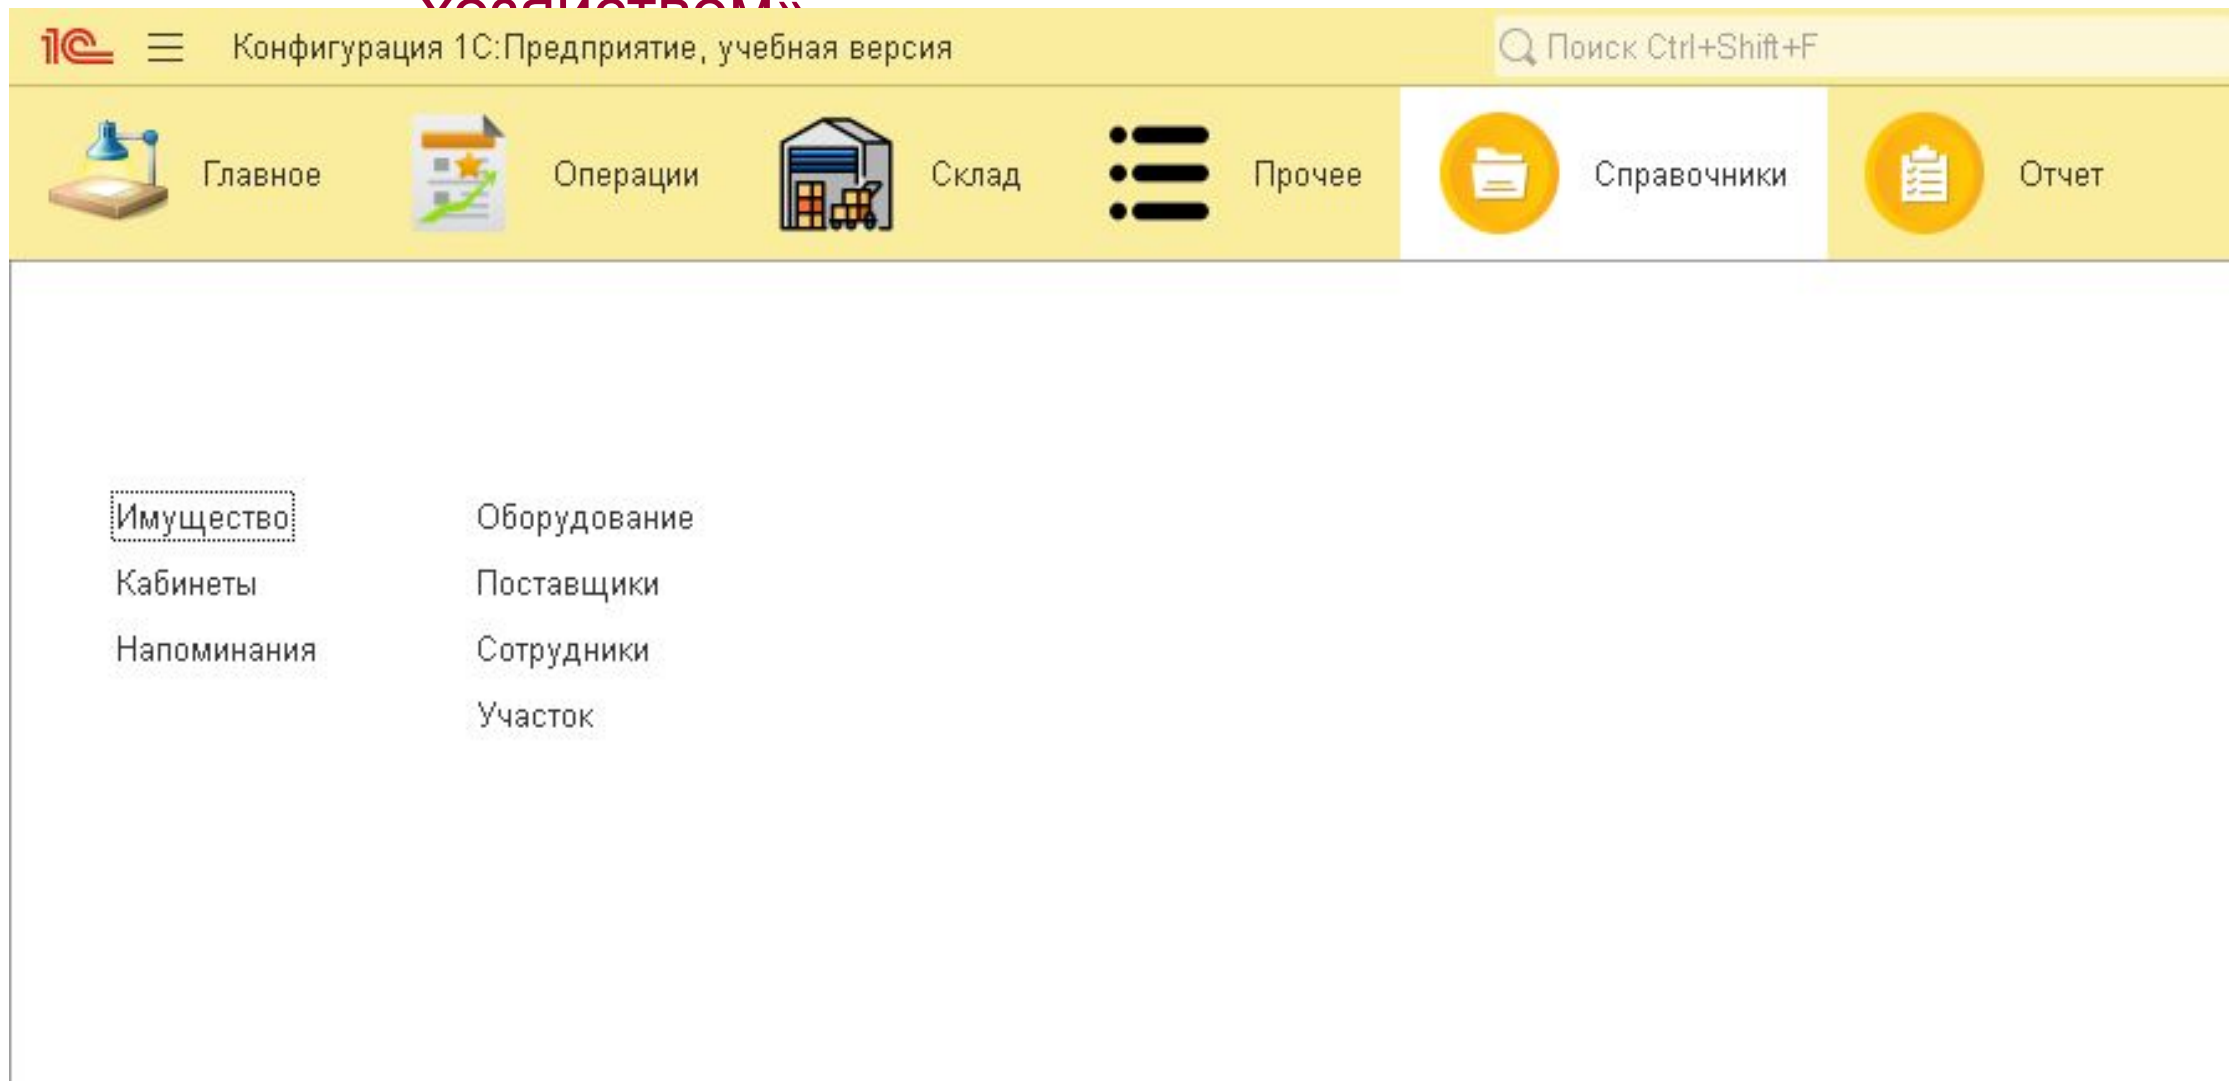 хозяйством»
1С Конфигурация 1С:Предприятие, учебная версия Поиск Ctrl+Shift+F
Главное Операции Склад Прочее Справочники Отчет
Имущество Оборудование
Кабинеты Поставщики
Напоминания Сотрудники
Участок